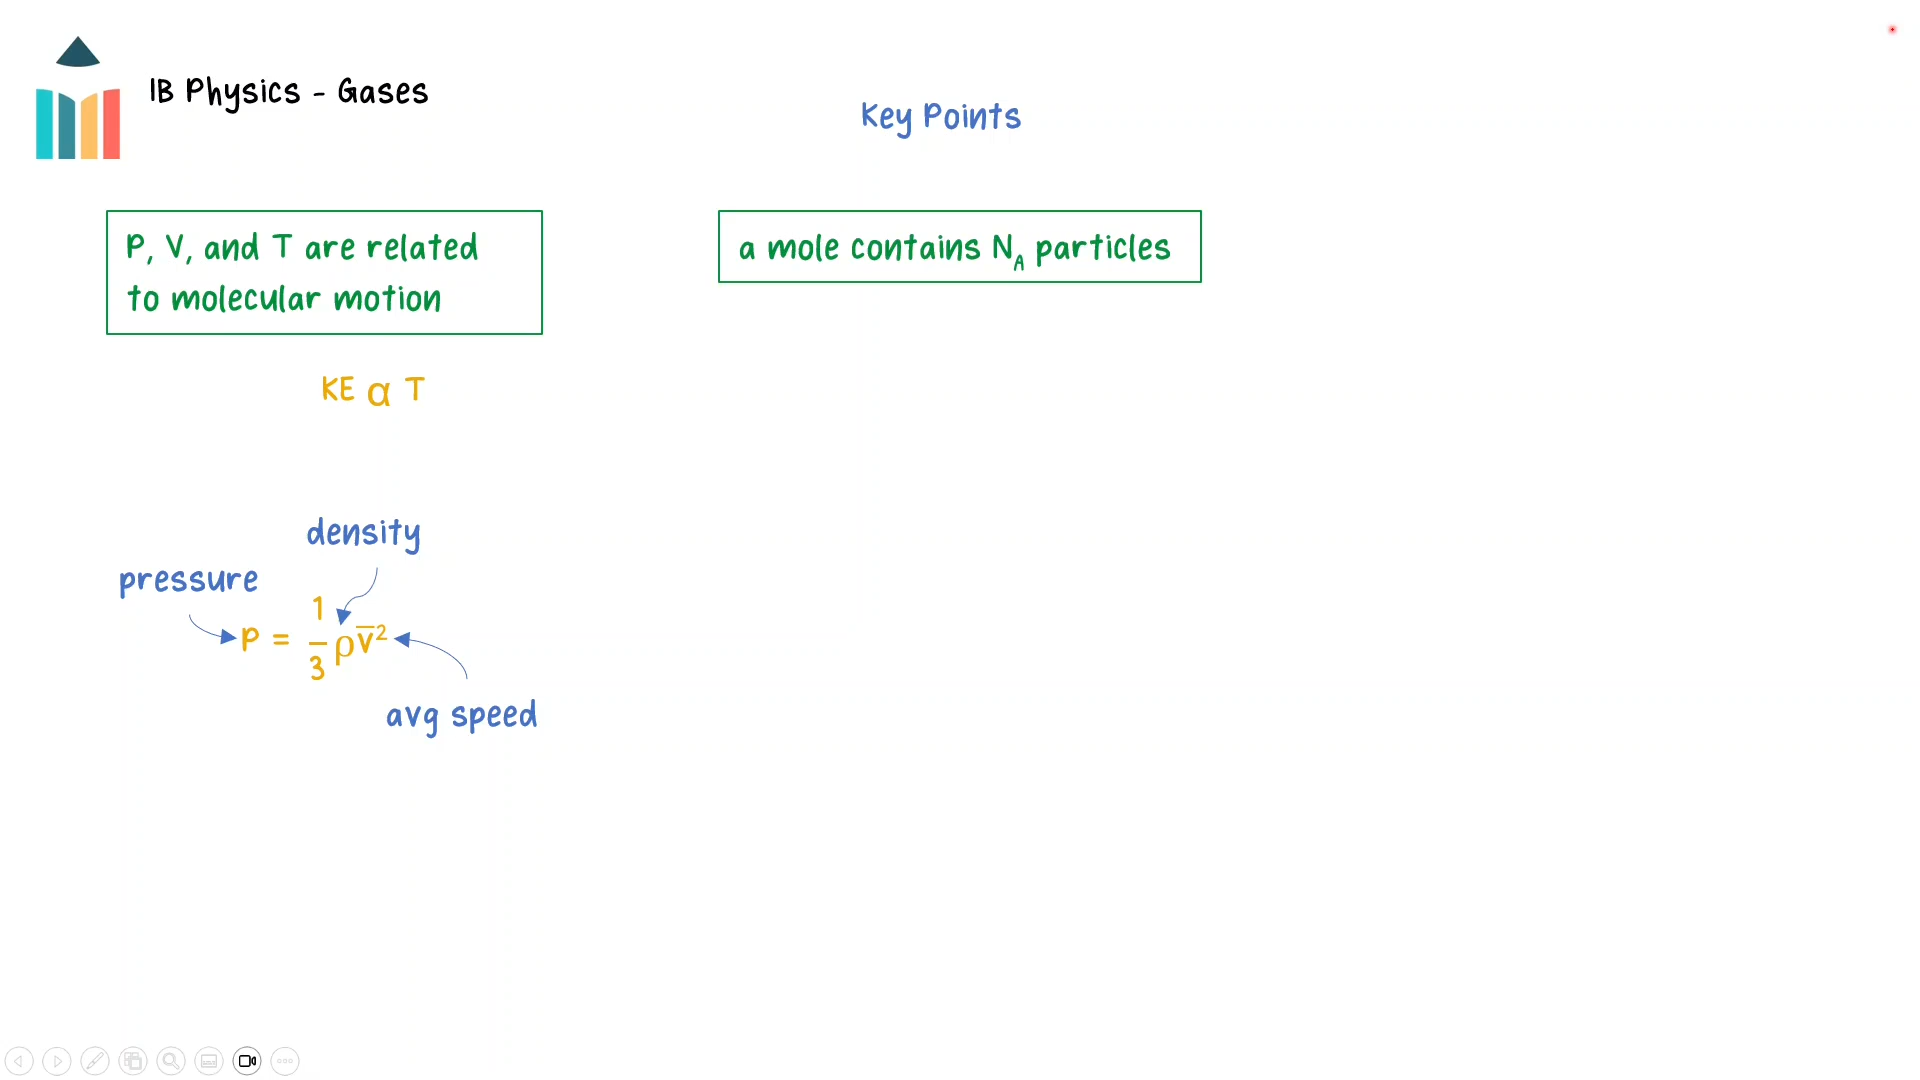 IB Physics - Gases
Key Points
P, V, and T are related
to molecular motion
KE α T
density
pressure
P = 1/3 ρv̅²
avg speed
a mole contains N_A particles